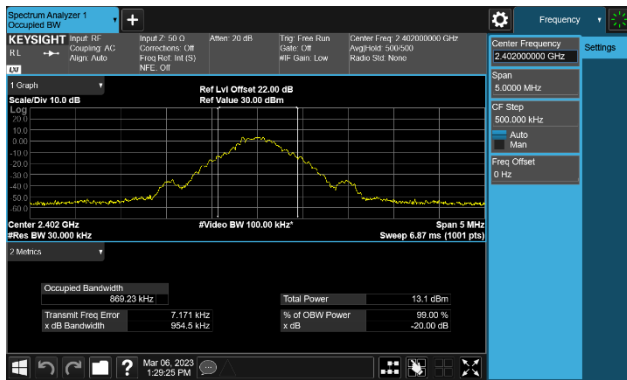 Spectrum Analyzer 1
Occupied BW
Frequency
KEYSIGHT
RL
Input: RF
Coupling: AC
Align: Auto
Input Z: 50 Ω
Corrections: Off
Freq Ref: Int (S)
NFE: Off
Atten: 20 dB
Trig: Free Run
Gate: Off
#IF Gain: Low
Center Freq: 2.402000000 GHz
Avg|Hold: 500/500
Radio Std: None
Center Frequency
2.402000000 GHz
Settings
Span
5.0000 MHz
CF Step
500.000 kHz
Auto
Man
Freq Offset
0 Hz
1 Graph
Scale/Div 10.0 dB
Ref Lvl Offset 22.00 dB
Ref Value 30.00 dBm
Log
20.0
10.0
0.00
-10.0
-20.0
-30.0
-40.0
-50.0
-60.0
Center 2.402 GHz
#Res BW 30.000 kHz
#Video BW 100.00 kHz*
Span 5 MHz
Sweep 6.87 ms (1001 pts)
2 Metrics
Occupied Bandwidth
869.23 kHz
Total Power 13.1 dBm
Transmit Freq Error 7.171 kHz
% of OBW Power 99.00 %
x dB Bandwidth 954.5 kHz
x dB -20.00 dB
Mar 06, 2023
1:29:25 PM